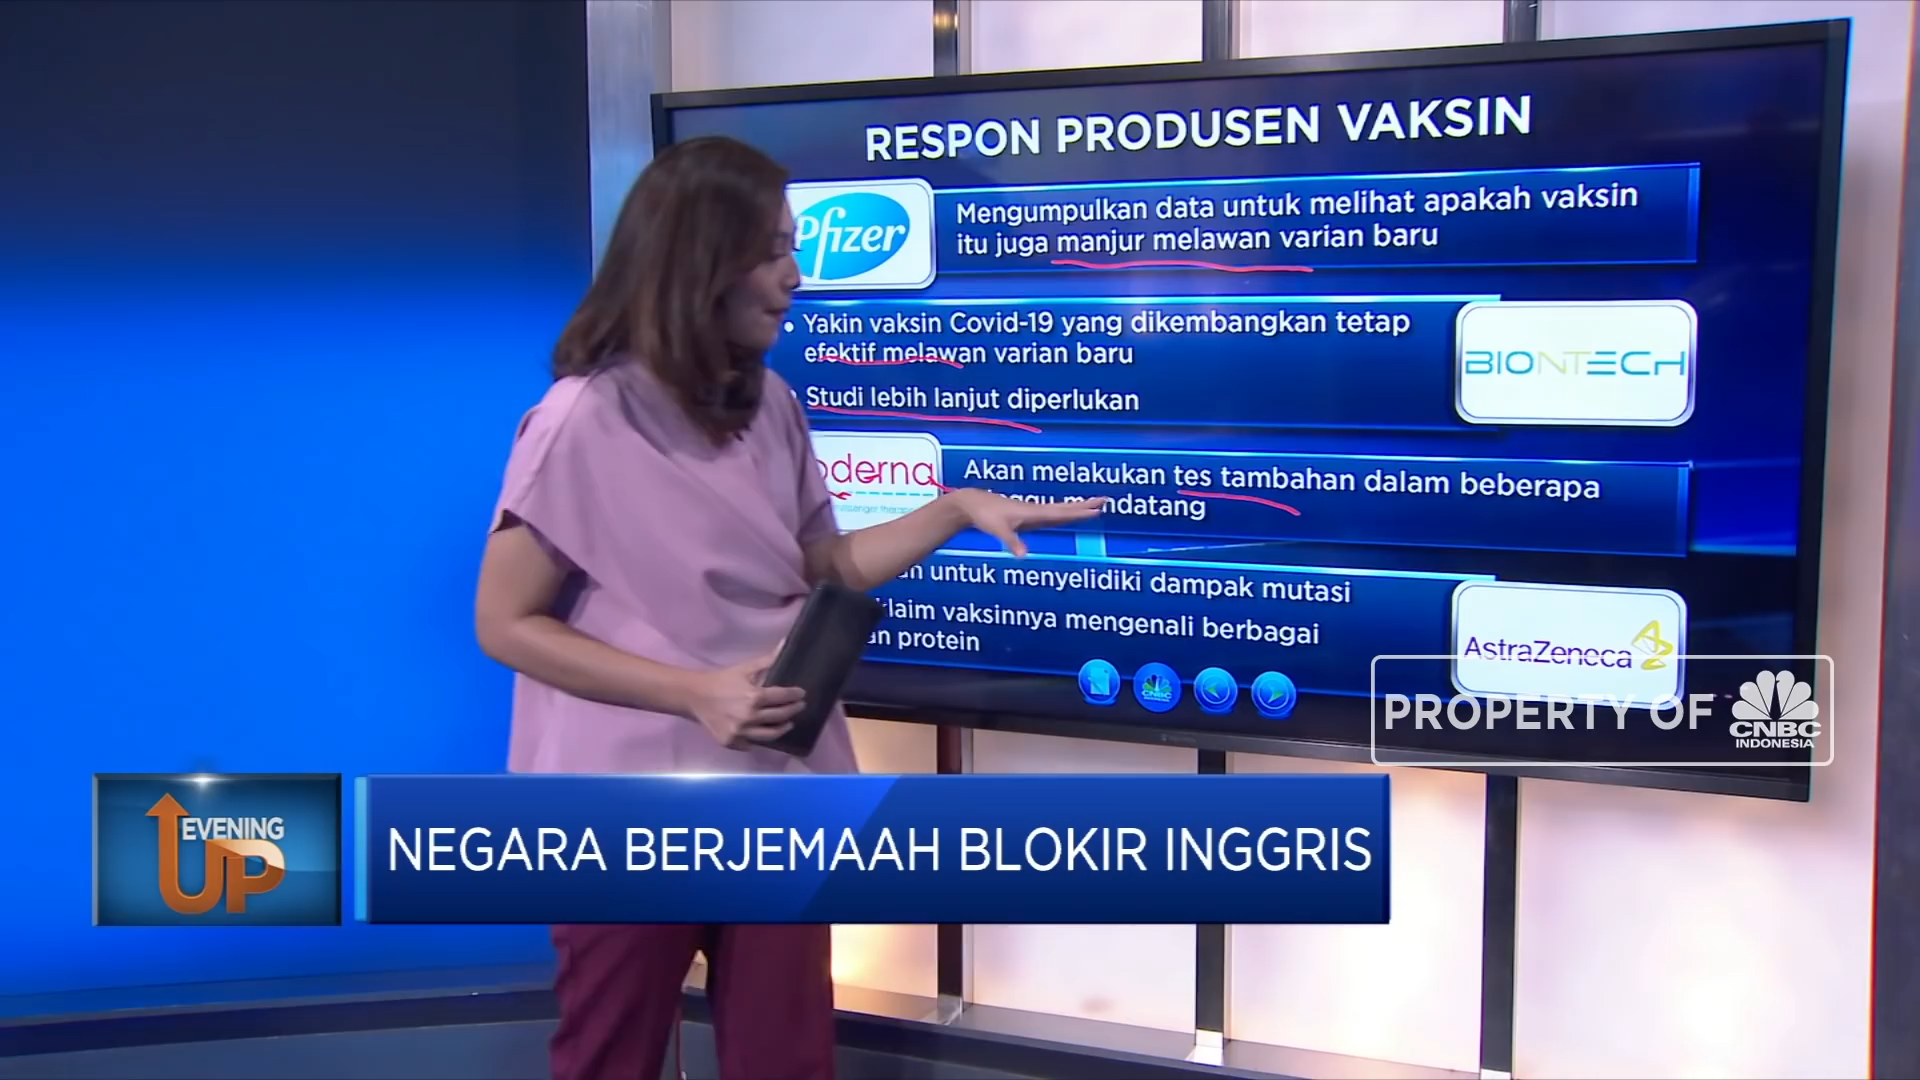 RESPON PRODUSEN VAKSIN
Pfizer
Mengumpulkan data untuk melihat apakah vaksin
itu juga manjur melawan varian baru
• Yakin vaksin Covid-19 yang dikembangkan tetap
efektif melawan varian baru
BIONTECH
• Studi lebih lanjut diperlukan
oderna
Akan melakukan tes tambahan dalam beberapa
mendatang
untuk menyelidiki dampak mutasi
klaim vaksinnya mengenali berbagai
protein
AstraZeneca
CNBC
PROPERTY OF
CNBC
INDONESIA
EVENING
UP
NEGARA BERJEMAAH BLOKIR INGGRIS